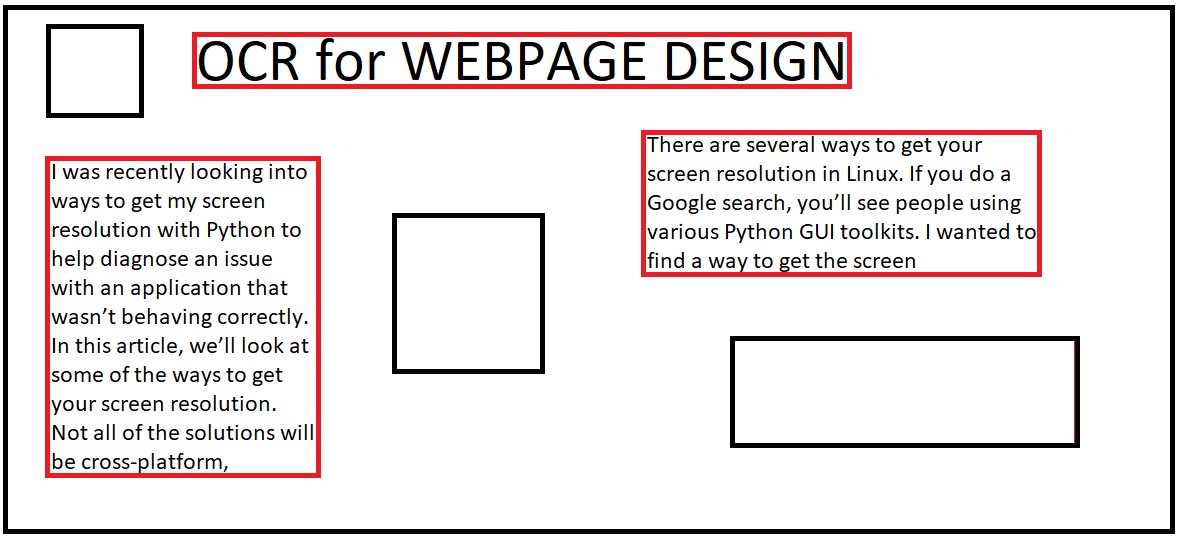 OCR for WEBPAGE DESIGN
I was recently looking into
ways to get my screen
resolution with Python to
help diagnose an issue
with an application that
wasn’t behaving correctly.
In this article, we’ll look at
some of the ways to get
your screen resolution.
Not all of the solutions will
be cross-platform,
There are several ways to get your
screen resolution in Linux. If you do a
Google search, you’ll see people using
various Python GUI toolkits. I wanted to
find a way to get the screen